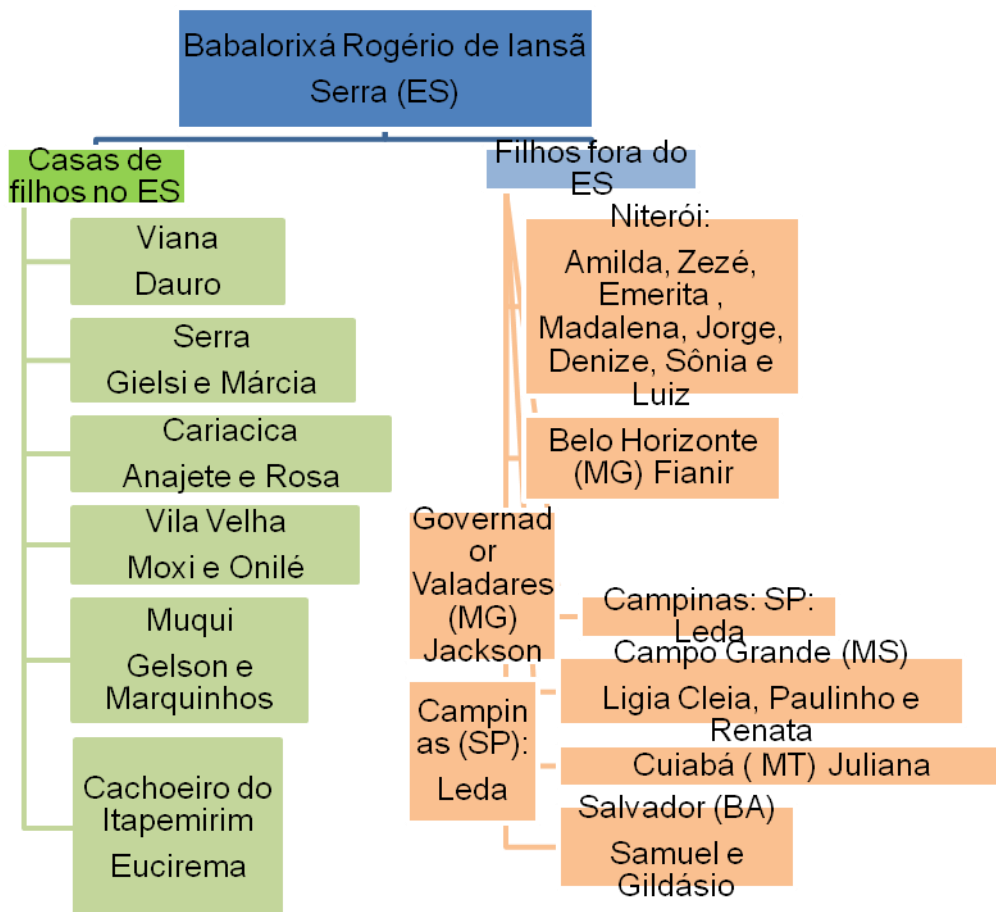 Babalorixá Rogério de Iansã
Serra (ES)
Casas de
filhos no ES
Viana
Dauro
Serra
Gielsi e Márcia
Cariacica
Anajete e Rosa
Vila Velha
Moxi e Onilé
Muqui
Gelson e
Marquinhos
Cachoeiro do
Itapemirim
Eucirema
Filhos fora do
ES
Niterói:
Amilda, Zezé,
Emerita ,
Madalena, Jorge,
Denize, Sônia e
Luiz
Belo Horizonte
(MG) Fianir
Governad
or
Valadares
(MG)
Jackson
Campinas: SP:
Leda
Campo Grande (MS)
Ligia Cleia, Paulinho e
Renata
Campin
as (SP):
Leda
Cuiabá ( MT) Juliana
Salvador (BA)
Samuel e
Gildásio